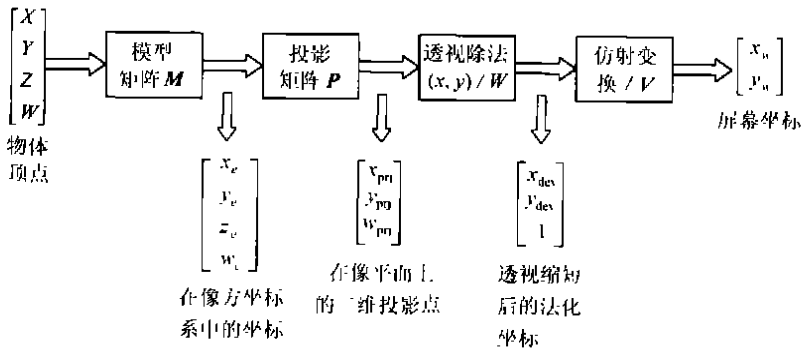 X
Y
Z
W
物体
顶点
模型
矩阵 M
投影
矩阵 P
透视除法
(x, y) / W
仿射变
换 / V
x_w
y_w
屏幕坐标
x_e
y_e
z_e
w_e
在像方坐标
系中的坐标
x_prj
y_prj
w_prj
在像平面上
的二维投影点
x_dev
y_dev
1
透视缩短
后的法化
坐标